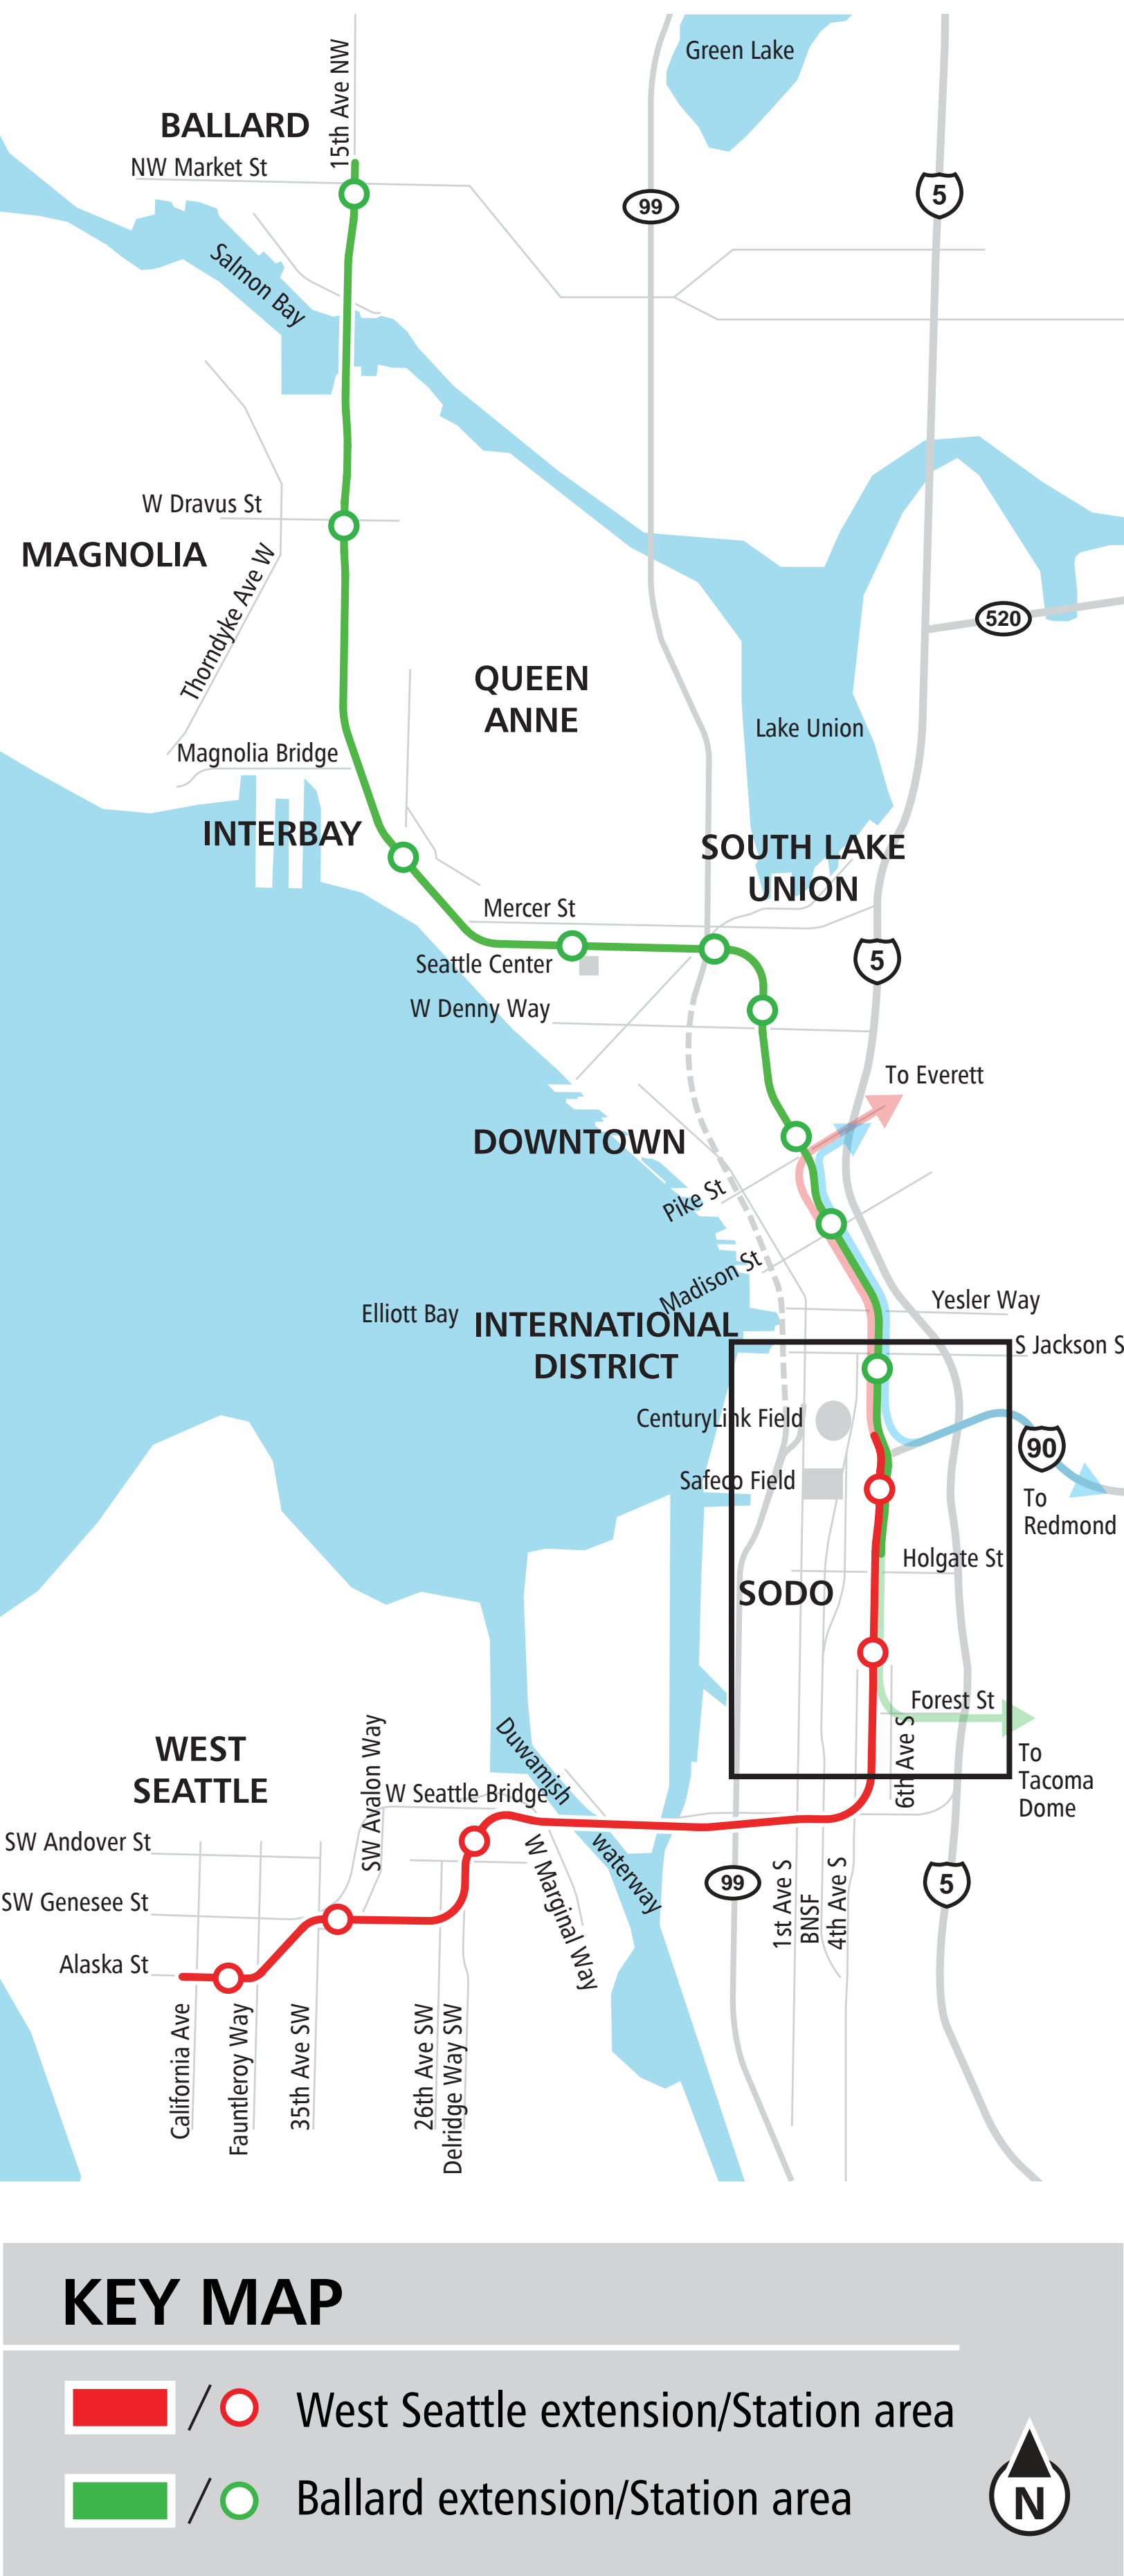 Green Lake
15th Ave NW
BALLARD
NW Market St
99
5
Salmon Bay
W Dravus St
MAGNOLIA
Thorndyke Ave W
520
QUEEN
ANNE
Lake Union
Magnolia Bridge
INTERBAY
SOUTH LAKE
UNION
Mercer St
Seattle Center
5
W Denny Way
To Everett
DOWNTOWN
Pike St
Madison St
Yesler Way
Elliott Bay
INTERNATIONAL
DISTRICT
S Jackson S
CenturyLink Field
90
Safeco Field
To
Redmond
Holgate St
SODO
Forest St
6th Ave S
To
Tacoma
Dome
WEST
SEATTLE
SW Avalon Way
Duwamish
waterway
W Seattle Bridge
SW Andover St
W Marginal Way
99
1st Ave S
BNSF
4th Ave S
5
SW Genesee St
Alaska St
California Ave
Fauntleroy Way
35th Ave SW
26th Ave SW
Delridge Way SW
KEY MAP
/ West Seattle extension/Station area
/ Ballard extension/Station area
N